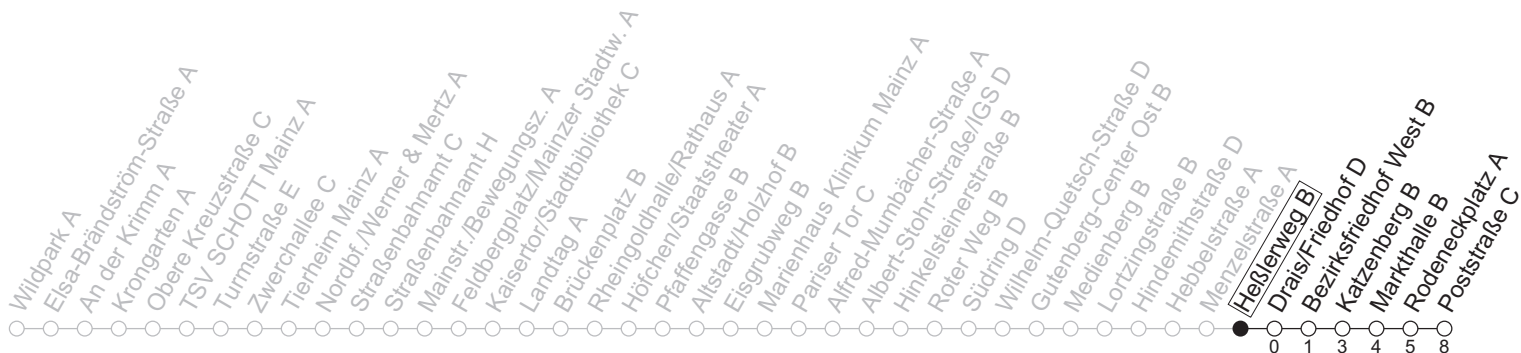 Wildpark A
Elsa-Brändström-Straße A
An der Krimm A
Krongarten A
Obere Kreuzstraße C
TSV SCHOTT Mainz A
Turmstraße E
Zwerchallee C
Tierheim Mainz A
Nordbf./Werner & Mertz A
Straßenbahnamt C
Straßenbahnamt H
Mainstr./Bewegungsz. A
Feldbergplatz/Mainzer Stadtw. A
Kaisertor/Stadtbibliothek C
Landtag A
Brückenplatz B
Rheingoldhalle/Rathaus A
Höfchen/Staatstheater A
Pfaffengasse B
Altstadt/Holzhof B
Eisgrubweg B
Marienhaus Klinikum Mainz A
Pariser Tor C
Alfred-Mumbächer-Straße A
Albert-Stohr-Straße/IGS D
Hinkelsteinerstraße B
Roter Weg B
Südring D
Wilhelm-Quetsch-Straße D
Gutenberg-Center Ost B
Medienberg B
Lortzingstraße B
Hindemithstraße D
Hebbelstraße A
Menzelstraße A
Heßlerweg B
Drais/Friedhof D
Bezirksfriedhof West B
Katzenberg B
Markthalle B
Rodeneckplatz A
Poststraße C
0 1 3 4 5 8